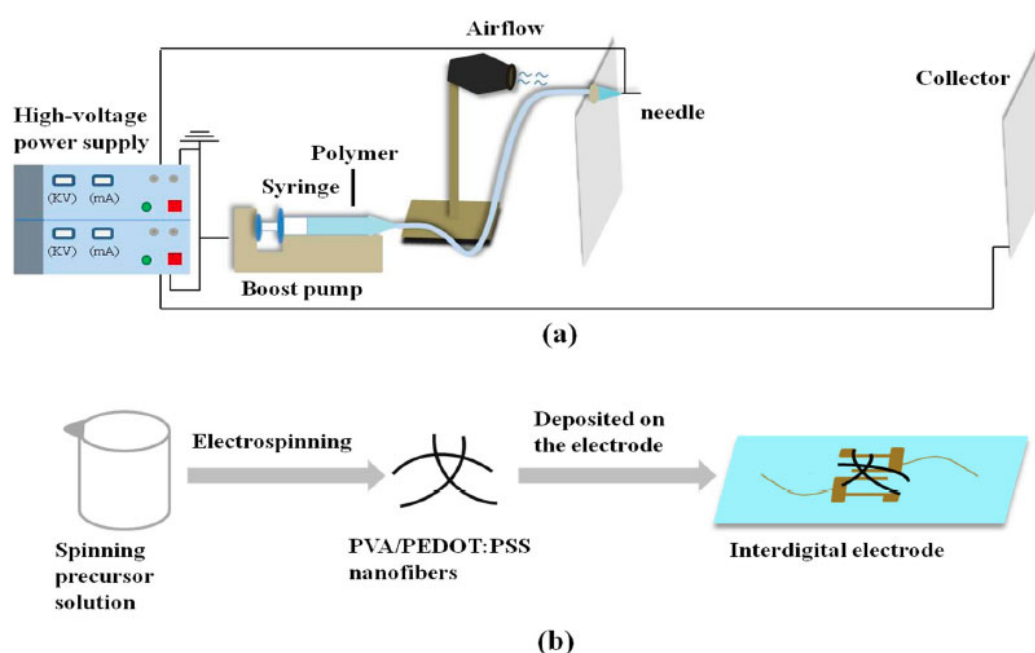 Airflow
Collector
High-voltage
power supply
needle
Polymer
Syringe
(KV) (mA)
(KV) (mA)
Boost pump
(a)
Electrospinning
Deposited on
the electrode
Spinning
precursor
solution
PVA/PEDOT:PSS
nanofibers
Interdigital electrode
(b)